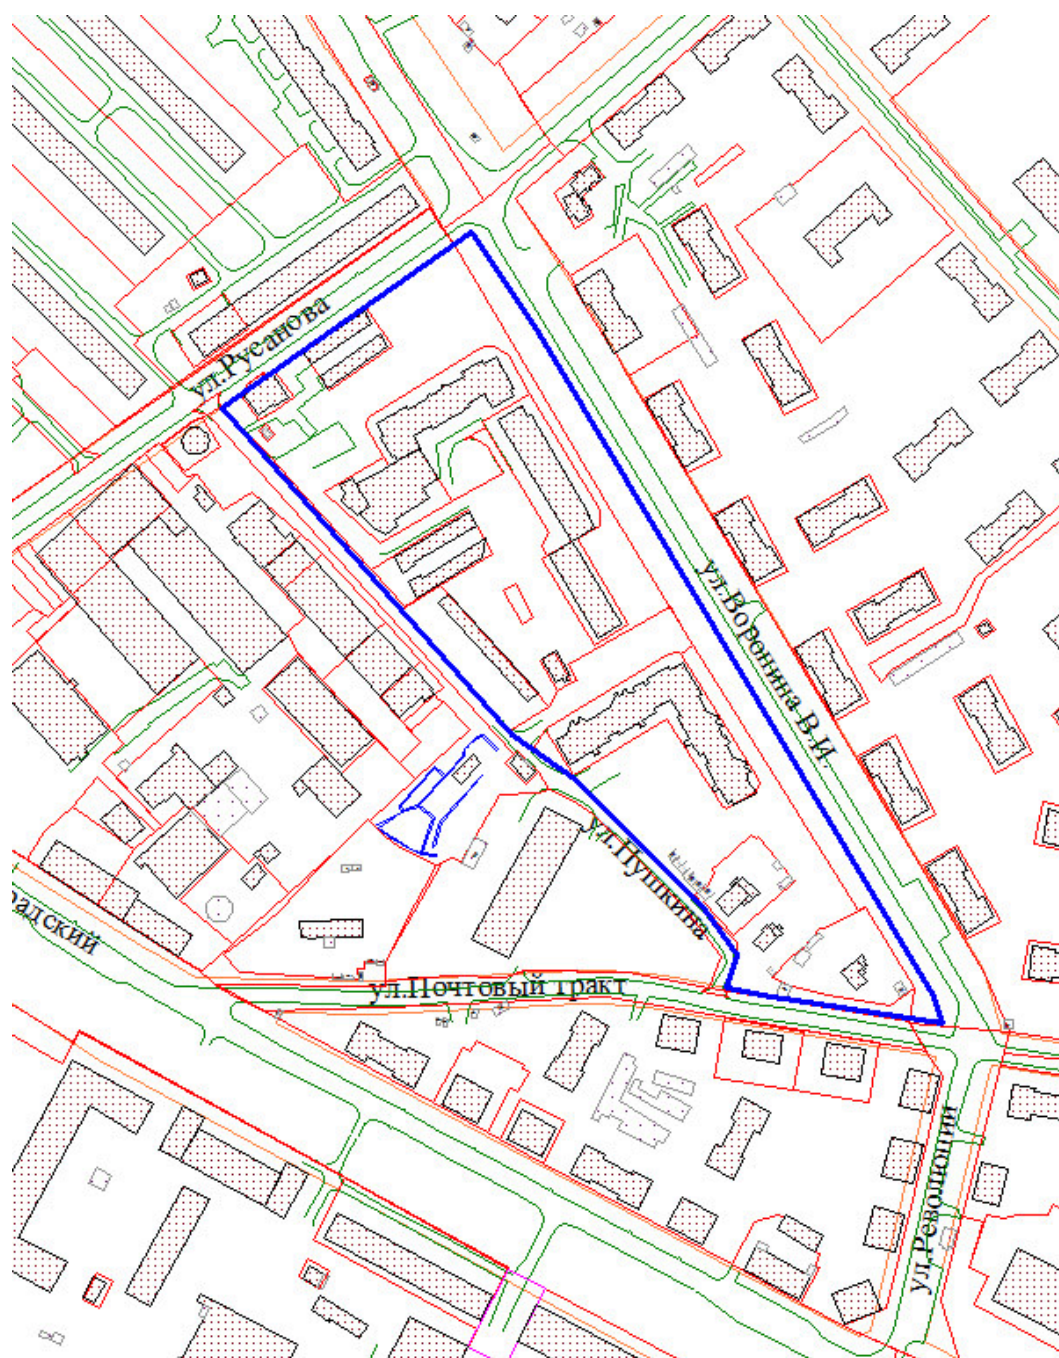 ул.Русанова
ул.Воронина В.И
ул.Пушкина
радский
ул.Почтовый тракт
ул.Революции